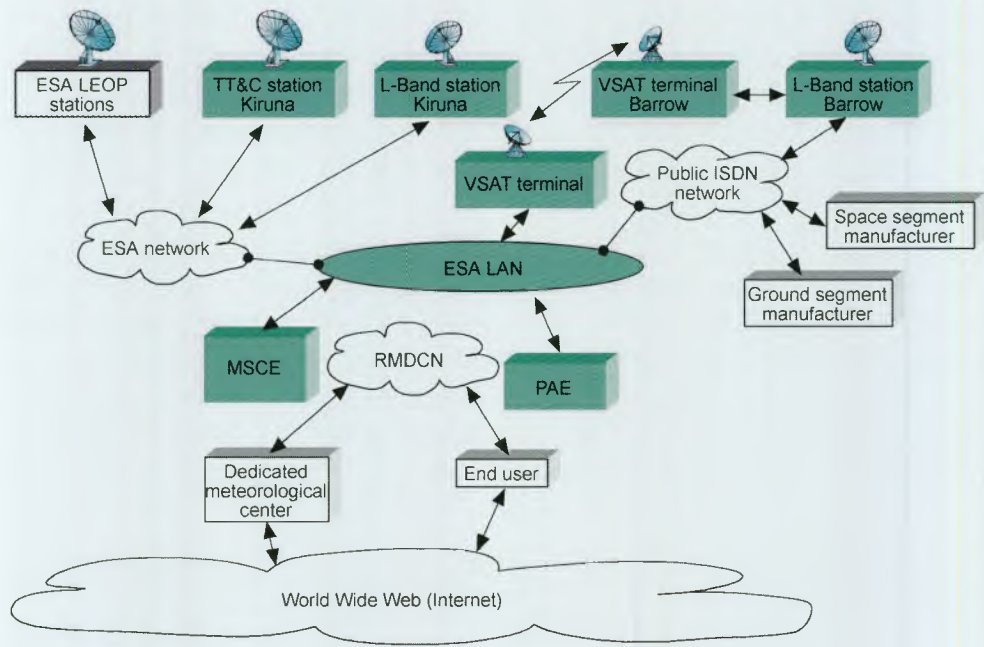 ESA LEOP
stations
TT&C station
Kiruna
L-Band station
Kiruna
VSAT terminal
Barrow
L-Band station
Barrow
VSAT terminal
Public ISDN
network
Space segment
manufacturer
ESA network
ESA LAN
Ground segment
manufacturer
MSCE
RMDCN
PAE
Dedicated
meteorological
center
End user
World Wide Web (Internet)